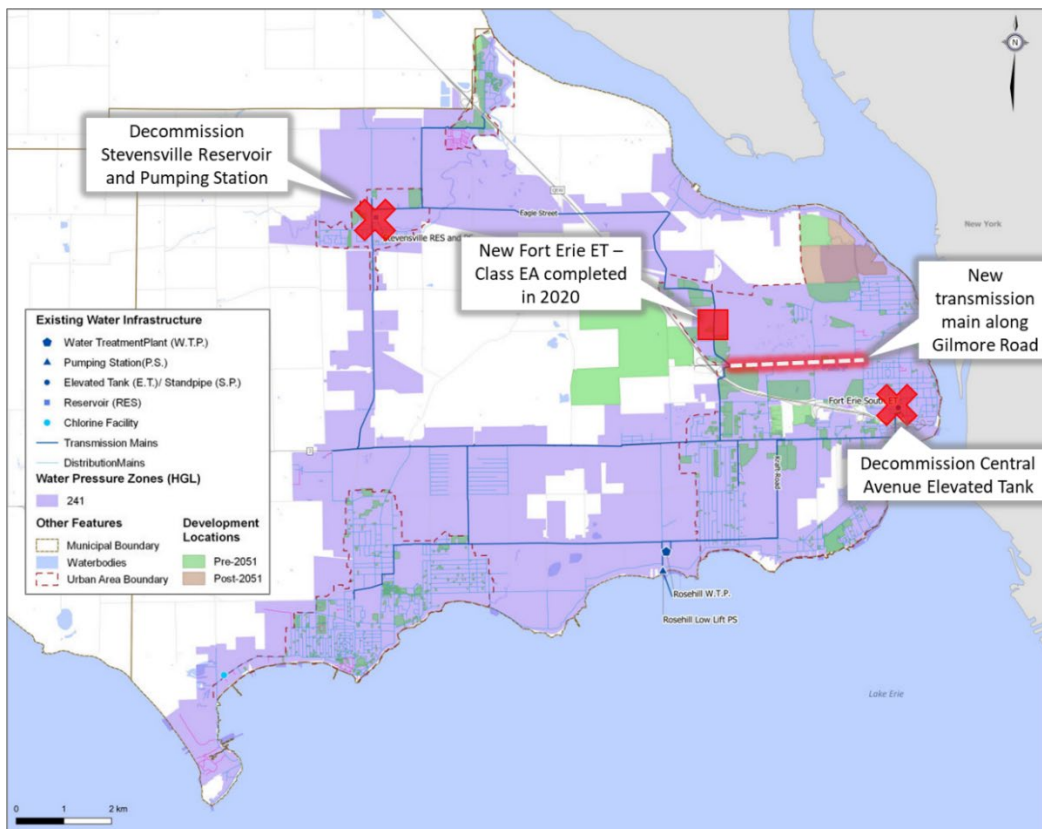 N
Decommission
Stevensville Reservoir
and Pumping Station
Eagle Street
New York
New Fort Erie ET –
Class EA completed
in 2020
New
transmission
main along
Gilmore Road
Fort Erie South ET
Decommission Central
Avenue Elevated Tank
Stevensville RES and
Existing Water Infrastructure
Water TreatmentPlant (W.T.P.)
Pumping Station(P.S.)
Elevated Tank (E.T.)/ Standpipe (S.P.)
Reservoir (RES)
Chlorine Facility
Transmission Mains
DistributionMains
Water Pressure Zones (HGL)
241
Other Features
Municipal Boundary
Waterbodies
Urban Area Boundary
Development
Locations
Pre-2051
Post-2051
Rosehill W.T.P.
Rosehill Low Lift PS
Lake Erie
0 1 2 km